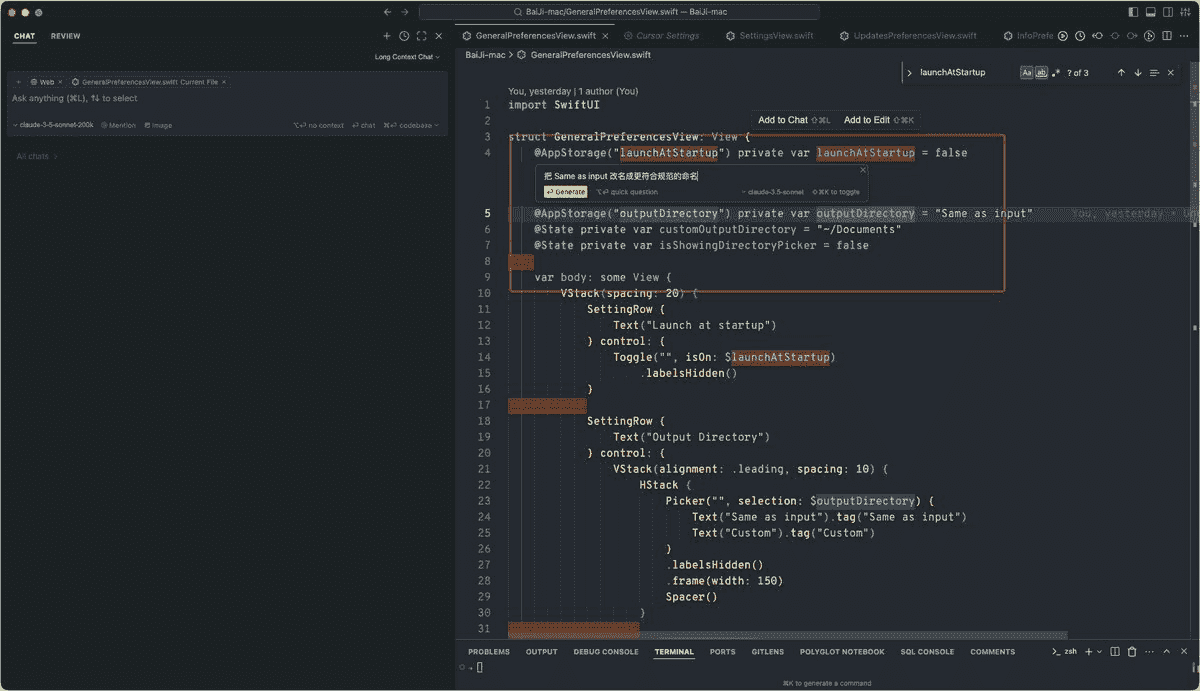 BaiJi-mac/GeneralPreferencesView.swift — BaiJi-mac
CHAT REVIEW
Long Context Chat
Web × GeneralPreferencesView.swift Current File ×
Ask anything (⌘L), ↑⇅ to select
claude-3-5-sonnet-200k Mention Image
no context chat codebase
All chats
GeneralPreferencesView.swift × Cursor Settings SettingsView.swift UpdatesPreferencesView.swift InfoPrefe
BaiJi-mac > GeneralPreferencesView.swift
launchAtStartup Aa ab .* ? of 3
You, yesterday | 1 author (You)
1 import SwiftUI
2
Add to Chat ⇧⌘L Add to Edit ⇧⌘K
3 struct GeneralPreferencesView: View {
4 @AppStorage("launchAtStartup") private var launchAtStartup = false
把 Same as input 改名成更符合规范的命名
Generate quick question claude-3.5-sonnet ⇧⌘K to toggle
5 @AppStorage("outputDirectory") private var outputDirectory = "Same as input" You, yesterday
6 @State private var customOutputDirectory = "~/Documents"
7 @State private var isShowingDirectoryPicker = false
8
9 var body: some View {
10 VStack(spacing: 20) {
11 SettingRow {
12 Text("Launch at startup")
13 } control: {
14 Toggle("", isOn: $launchAtStartup)
15 .labelsHidden()
16 }
17
18 SettingRow {
19 Text("Output Directory")
20 } control: {
21 VStack(alignment: .leading, spacing: 10) {
22 HStack {
23 Picker("", selection: $outputDirectory) {
24 Text("Same as input").tag("Same as input")
25 Text("Custom").tag("Custom")
26 }
27 .labelsHidden()
28 .frame(width: 150)
29 Spacer()
30 }
31
PROBLEMS OUTPUT DEBUG CONSOLE TERMINAL PORTS GITLENS POLYGLOT NOTEBOOK SQL CONSOLE COMMENTS zsh
⌘K to generate a command